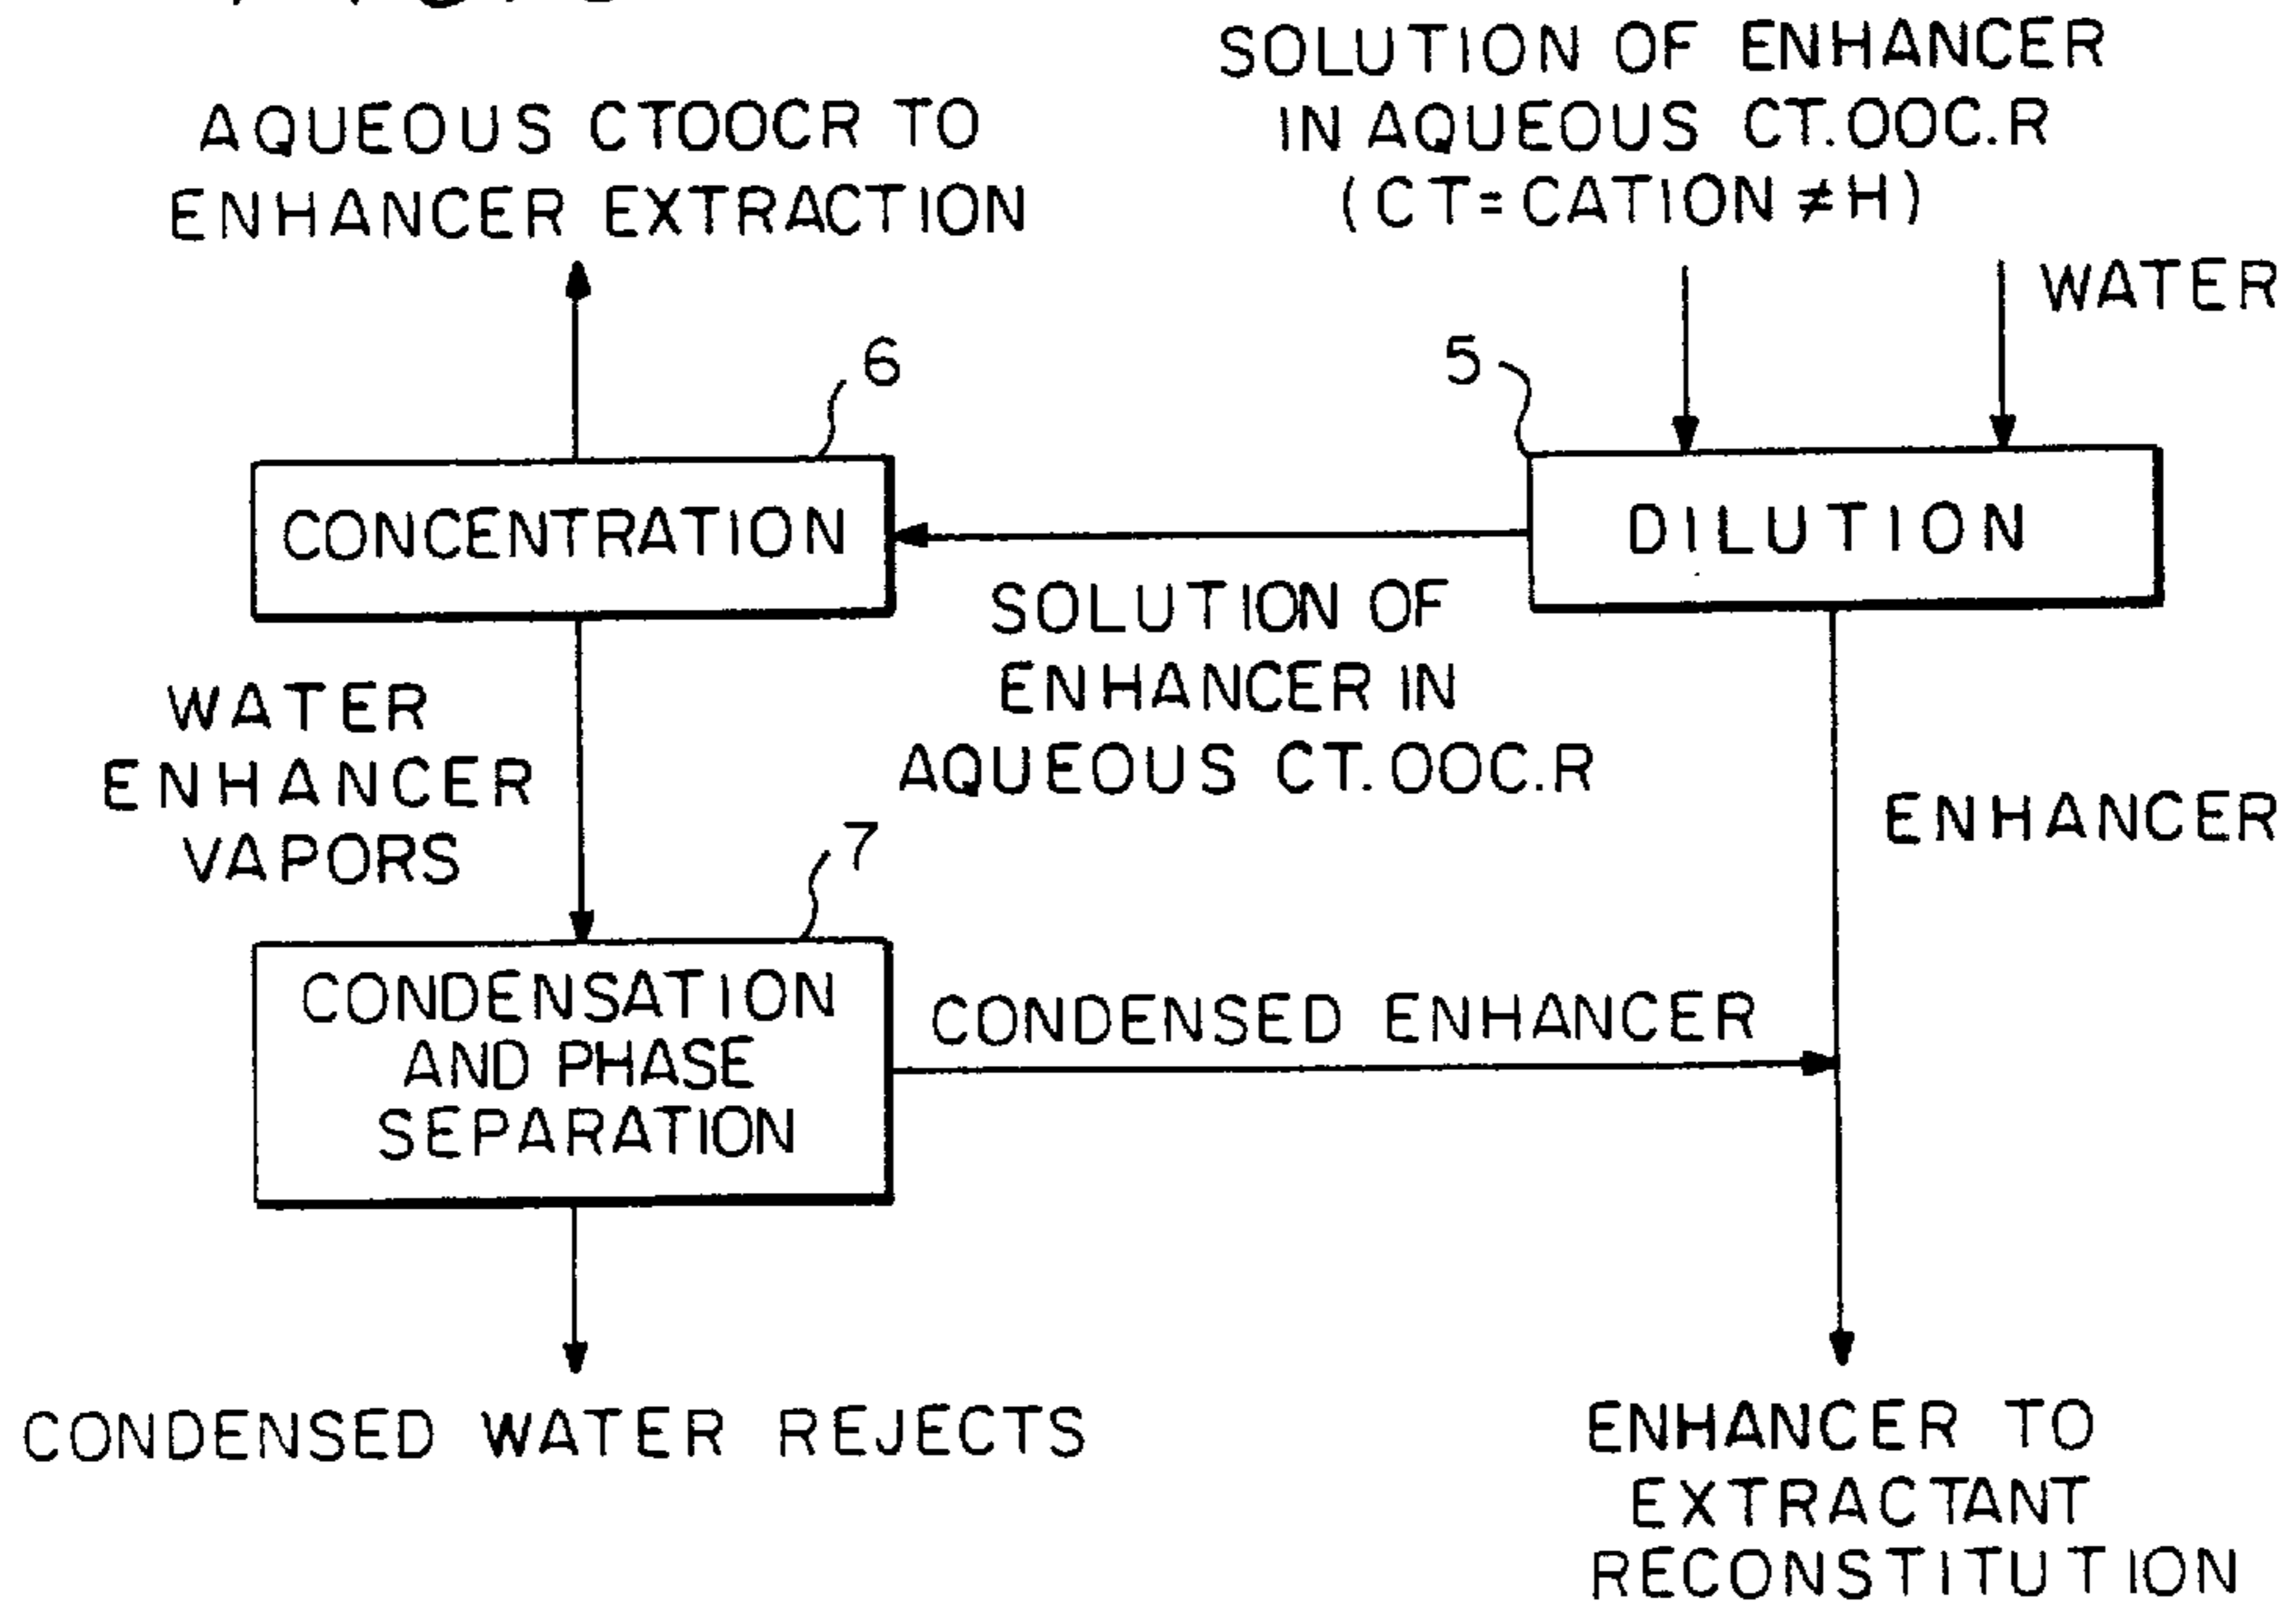 AQUEOUS CTOOCR TO
ENHANCER EXTRACTION
SOLUTION OF ENHANCER
IN AQUEOUS CT.OOC.R
(CT=CATION ≠H)
WATER
6
5
CONCENTRATION
DILUTION
SOLUTION OF
ENHANCER IN
AQUEOUS CT.OOC.R
WATER
ENHANCER
VAPORS
ENHANCER
7
CONDENSATION
AND PHASE
SEPARATION
CONDENSED ENHANCER
CONDENSED WATER REJECTS
ENHANCER TO
EXTRACTANT
RECONSTITUTION